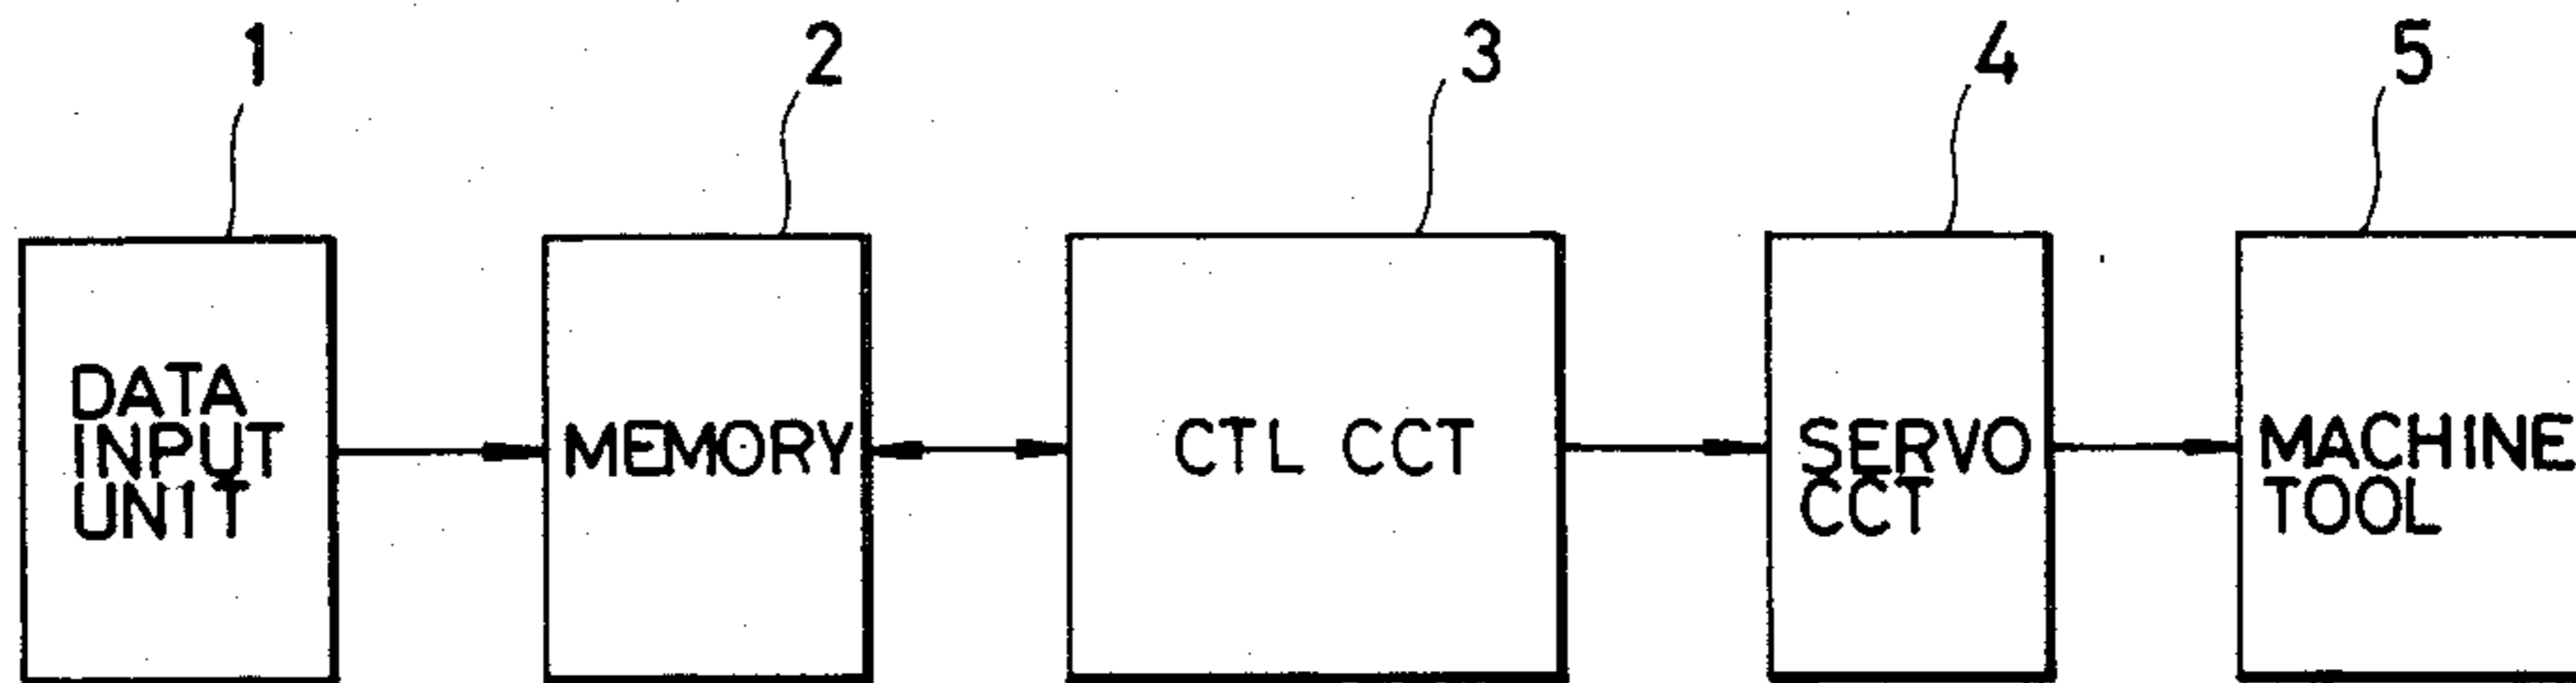 1 2 3 4 5
DATA
INPUT
UNIT
MEMORY
CTL CCT
SERVO
CCT
MACHINE
TOOL